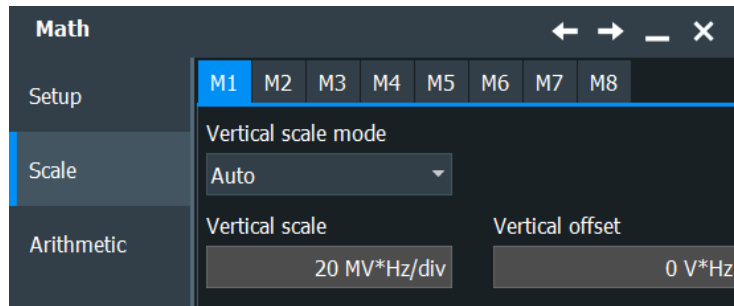 Math
Setup
Scale
Arithmetic
M1 M2 M3 M4 M5 M6 M7 M8
Vertical scale mode
Auto
Vertical scale Vertical offset
20 MV*Hz/div 0 V*Hz